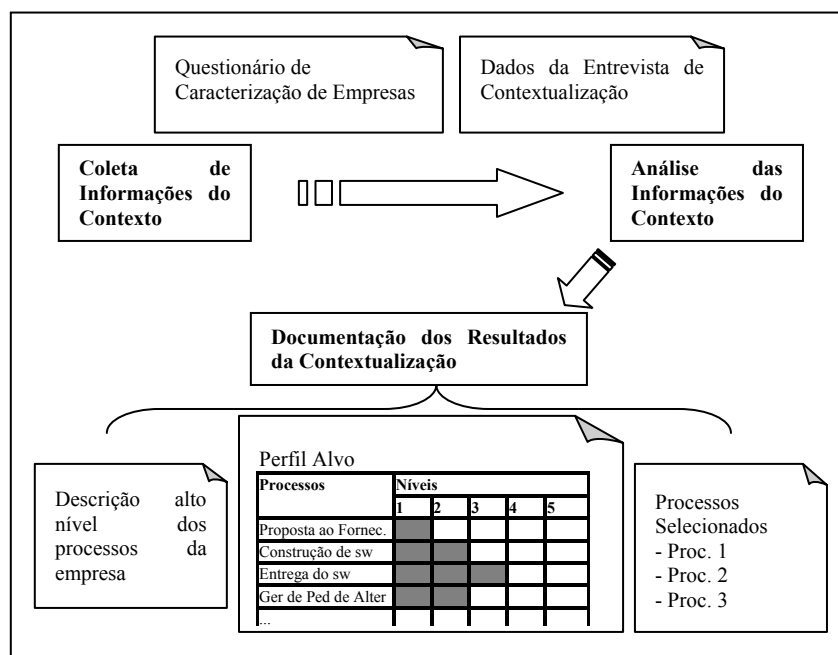 Questionário de
Caracterização de Empresas
Dados da Entrevista de
Contextualização
Coleta de
Informações do
Contexto
Análise das
Informações do
Contexto
Documentação dos Resultados
da Contextualização
Descrição alto
nível dos
processos da
empresa
Perfil Alvo
Processos Níveis
1 2 3 4 5
Proposta ao Fornec.
Construção de sw
Entrega do sw
Ger de Ped de Alter
...
Processos
Selecionados
- Proc. 1
- Proc. 2
- Proc. 3